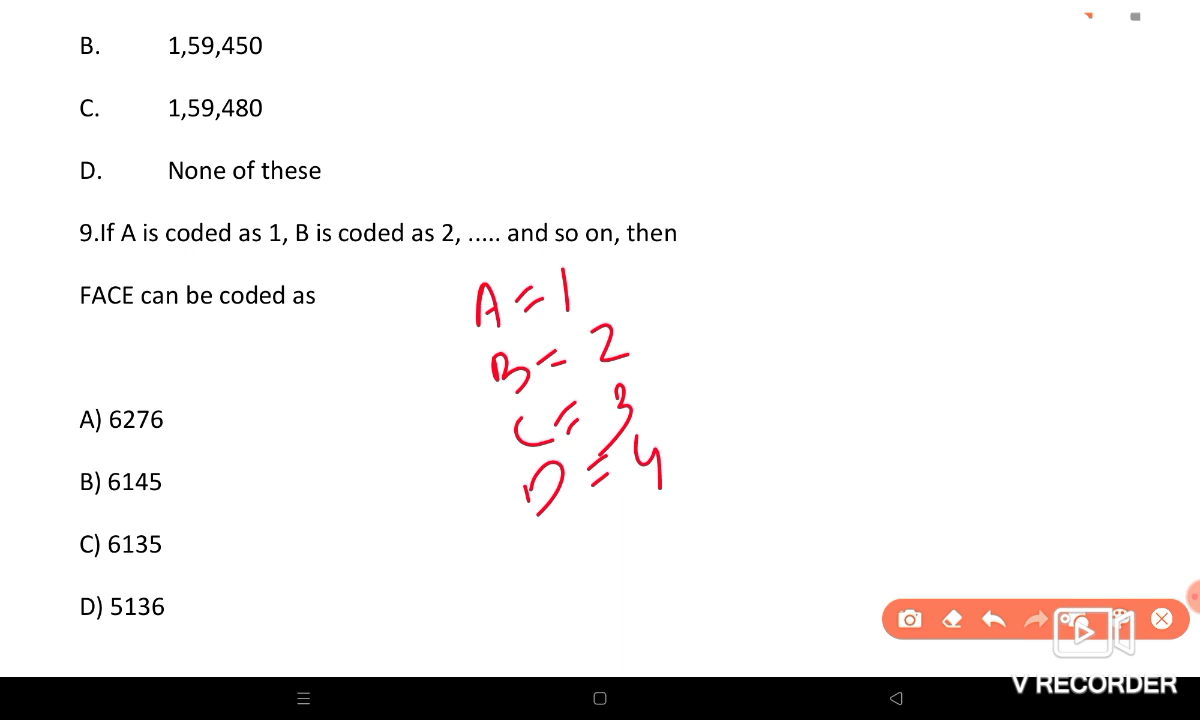 B. 1,59,450
C. 1,59,480
D. None of these
9.If A is coded as 1, B is coded as 2, ..... and so on, then
FACE can be coded as
A = 1
B = 2
C = 3
D = 4
A) 6276
B) 6145
C) 6135
D) 5136
V RECORDER